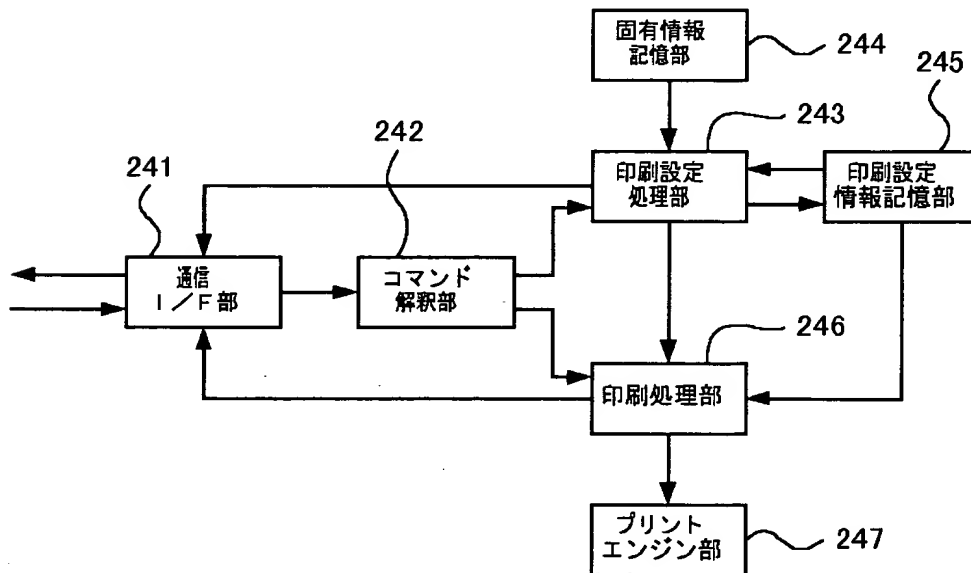 固有情報
記憶部
244
245
243
242
241
印刷設定
処理部
印刷設定
情報記憶部
通信
I/F部
コマンド
解釈部
246
印刷処理部
プリント
エンジン部
247